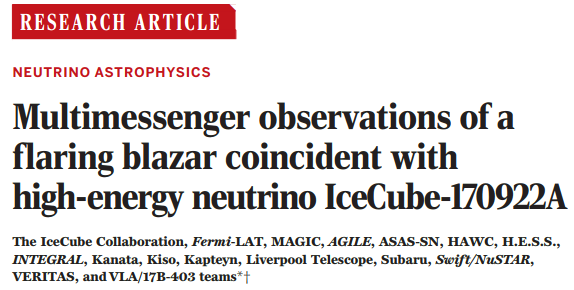 RESEARCH ARTICLE
NEUTRINO ASTROPHYSICS
Multimessenger observations of a
flaring blazar coincident with
high-energy neutrino IceCube-170922A
The IceCube Collaboration, Fermi-LAT, MAGIC, AGILE, ASAS-SN, HAWC, H.E.S.S.,
INTEGRAL, Kanata, Kiso, Kapteyn, Liverpool Telescope, Subaru, Swift/NuSTAR,
VERITAS, and VLA/17B-403 teams*†